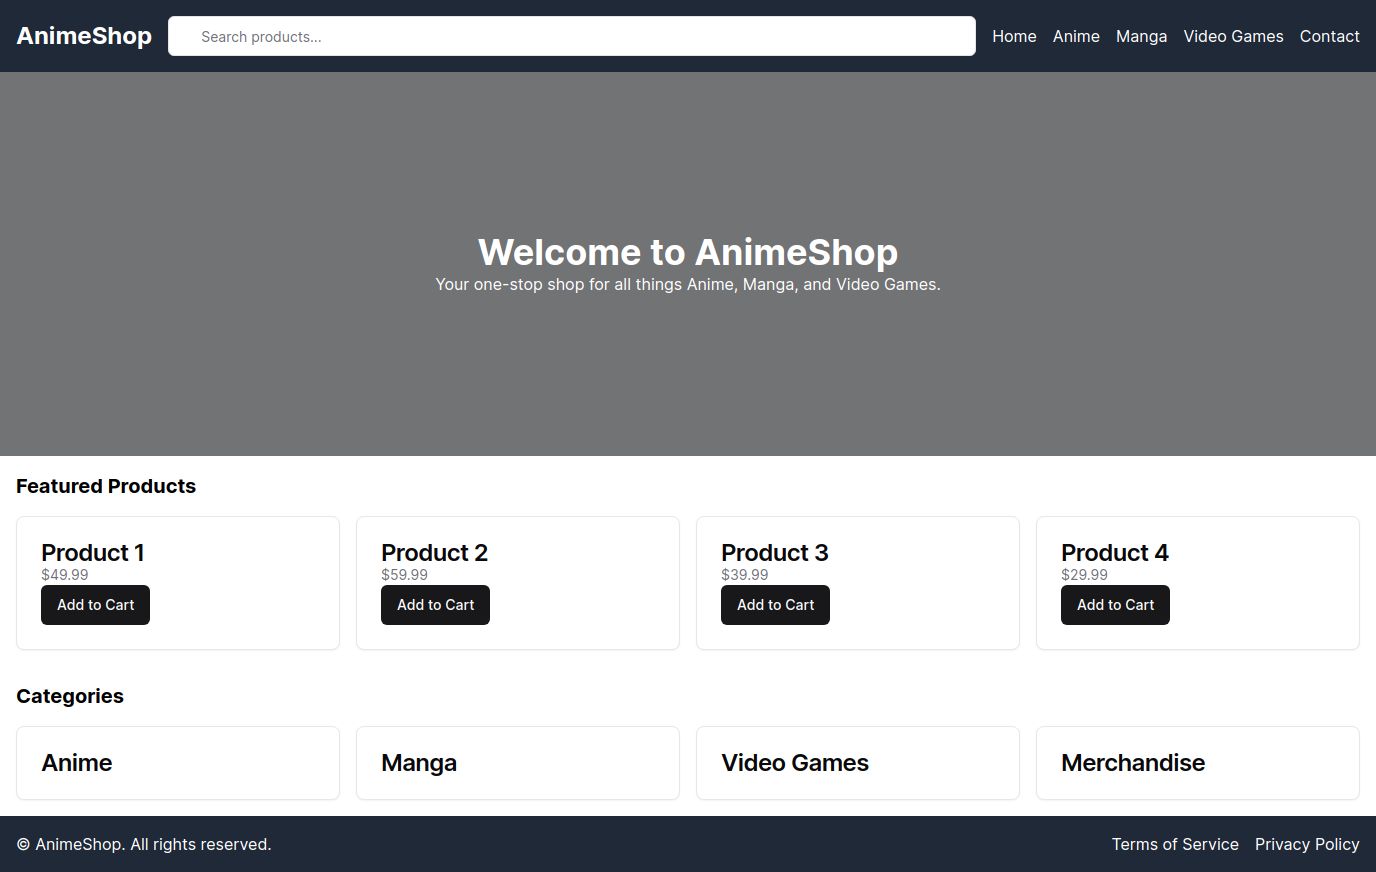 AnimeShop Search products... Home Anime Manga Video Games Contact
Welcome to AnimeShop
Your one-stop shop for all things Anime, Manga, and Video Games.
Featured Products
Product 1
$49.99
Add to Cart
Product 2
$59.99
Add to Cart
Product 3
$39.99
Add to Cart
Product 4
$29.99
Add to Cart
Categories
Anime
Manga
Video Games
Merchandise
© AnimeShop. All rights reserved. Terms of Service Privacy Policy